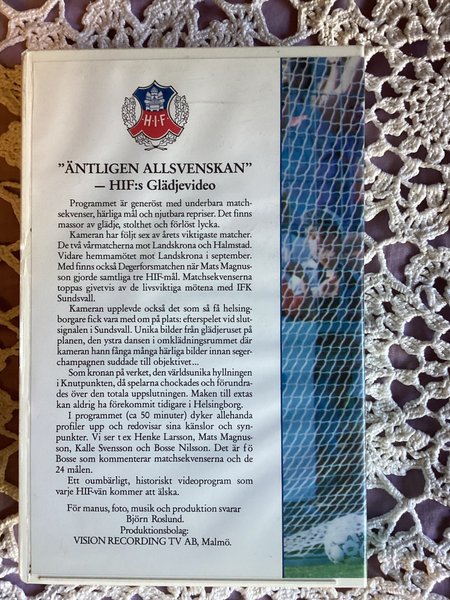 H·I·F
"ÄNTLIGEN ALLSVENSKAN"
— HIF:s Glädjevideo
Programmet är generöst med underbara match-
sekvenser, härliga mål och njutbara repriser. Det finns
massor av glädje, stolthet och förlöst lycka.
Kameran har följt sex av årets viktigaste matcher.
De två vårmatcherna mot Landskrona och Halmstad.
Vidare hemmamötet mot Landskrona i september.
Med finns också Degerforsmatchen när Mats Magnus-
son gjorde samtliga tre HIF-mål. Matchsekvenserna
toppas givetvis av de livsviktiga mötena med IFK
Sundsvall.
Kameran upplevde också det som så få helsing-
borgare fick vara med om på plats: efterspelet vid slut-
signalen i Sundsvall. Unika bilder från glädjeruset på
planen, den ystra dansen i omklädningsrummet där
kameran hann fånga många härliga bilder innan seger-
champagnen suddade till objektivet...
Som kronan på verket, den världsunika hyllningen
i Knutpunkten, då spelarna chockades och förundra-
des över den totala uppslutningen. Maken till extas
kan aldrig ha förekommit tidigare i Helsingborg.
I programmet (ca 50 minuter) dyker allehanda
profiler upp och redovisar sina känslor och syn-
punkter. Vi ser t ex Henke Larsson, Mats Magnus-
son, Kalle Svensson och Bosse Nilsson. Det är f ö
Bosse som kommenterar matchsekvenserna och de
24 målen.
Ett oumbärligt, historiskt videoprogram som
varje HIF-vän kommer att älska.
För manus, foto, musik och produktion svarar
Björn Roslund.
Produktionsbolag:
VISION RECORDING TV AB, Malmö.